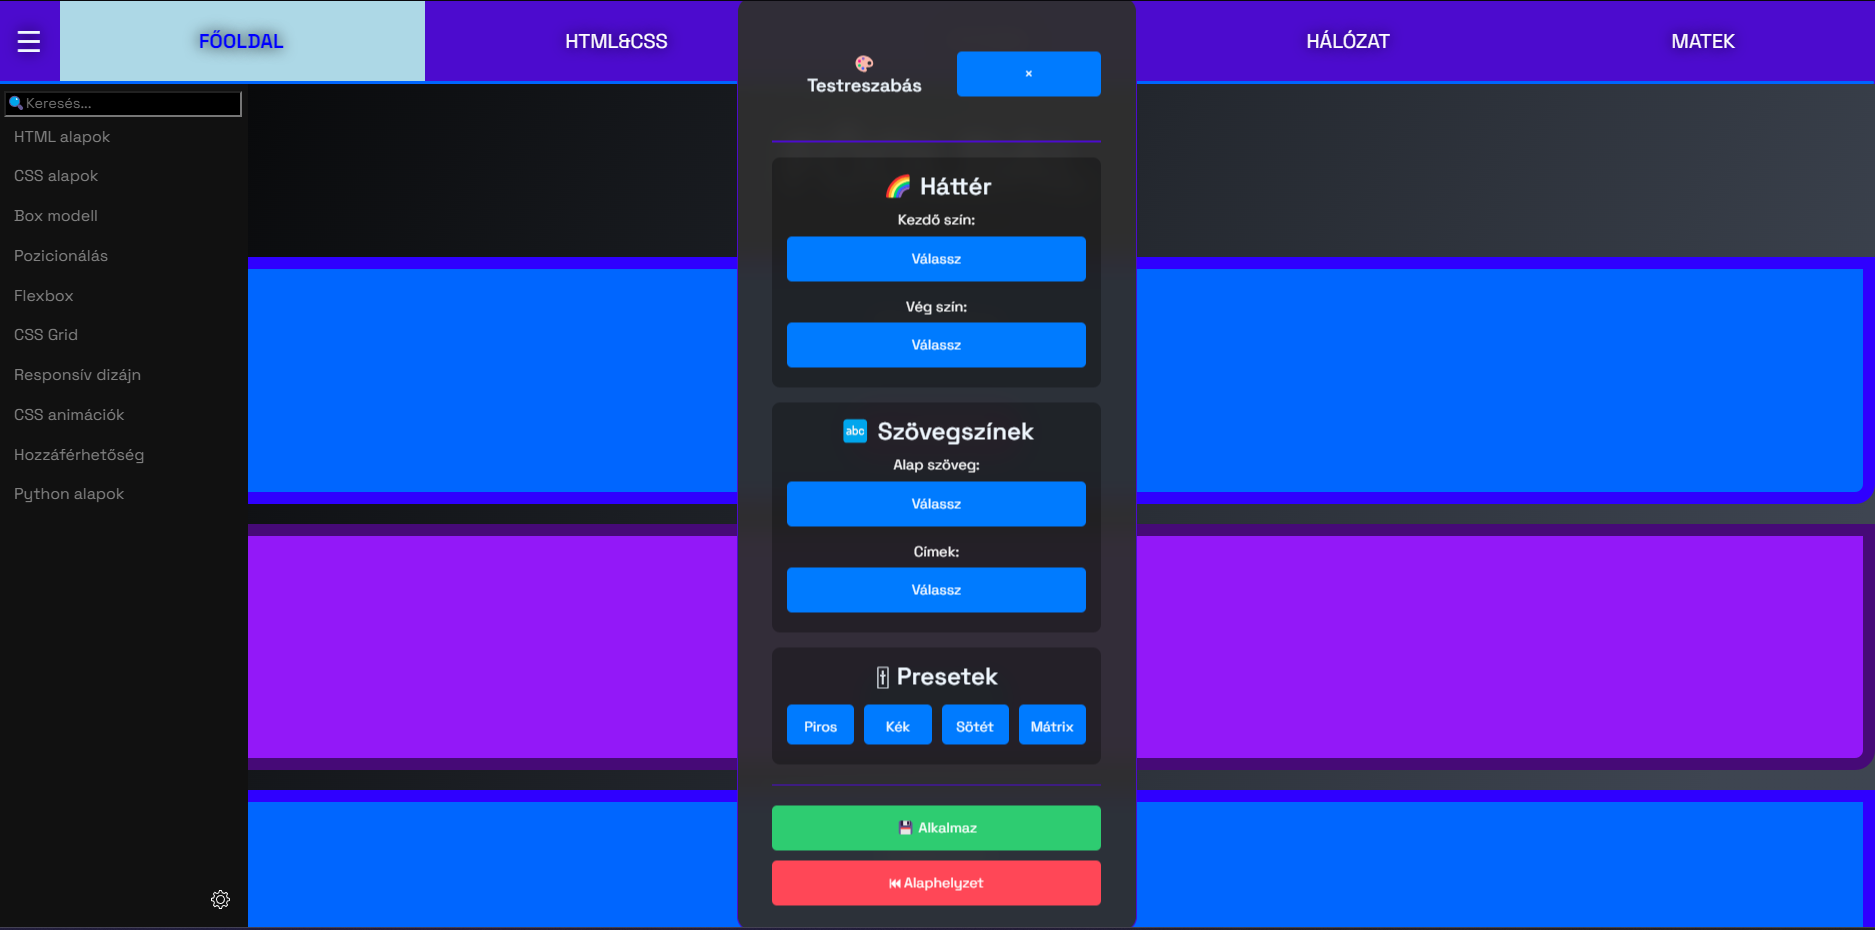 ☰
FŐOLDAL
HTML&CSS
HÁLÓZAT
MATEK
🔍 Keresés...
HTML alapok
CSS alapok
Box modell
Pozicionálás
Flexbox
CSS Grid
Responsív dizájn
CSS animációk
Hozzáférhetőség
Python alapok
🎨
Testreszabás
×
🌈 Háttér
Kezdő szín:
Válassz
Vég szín:
Válassz
🔤 Szövegszínek
Alap szöveg:
Válassz
Címek:
Válassz
🎚 Presetek
Piros
Kék
Sötét
Mátrix
💾 Alkalmaz
⏮ Alaphelyzet